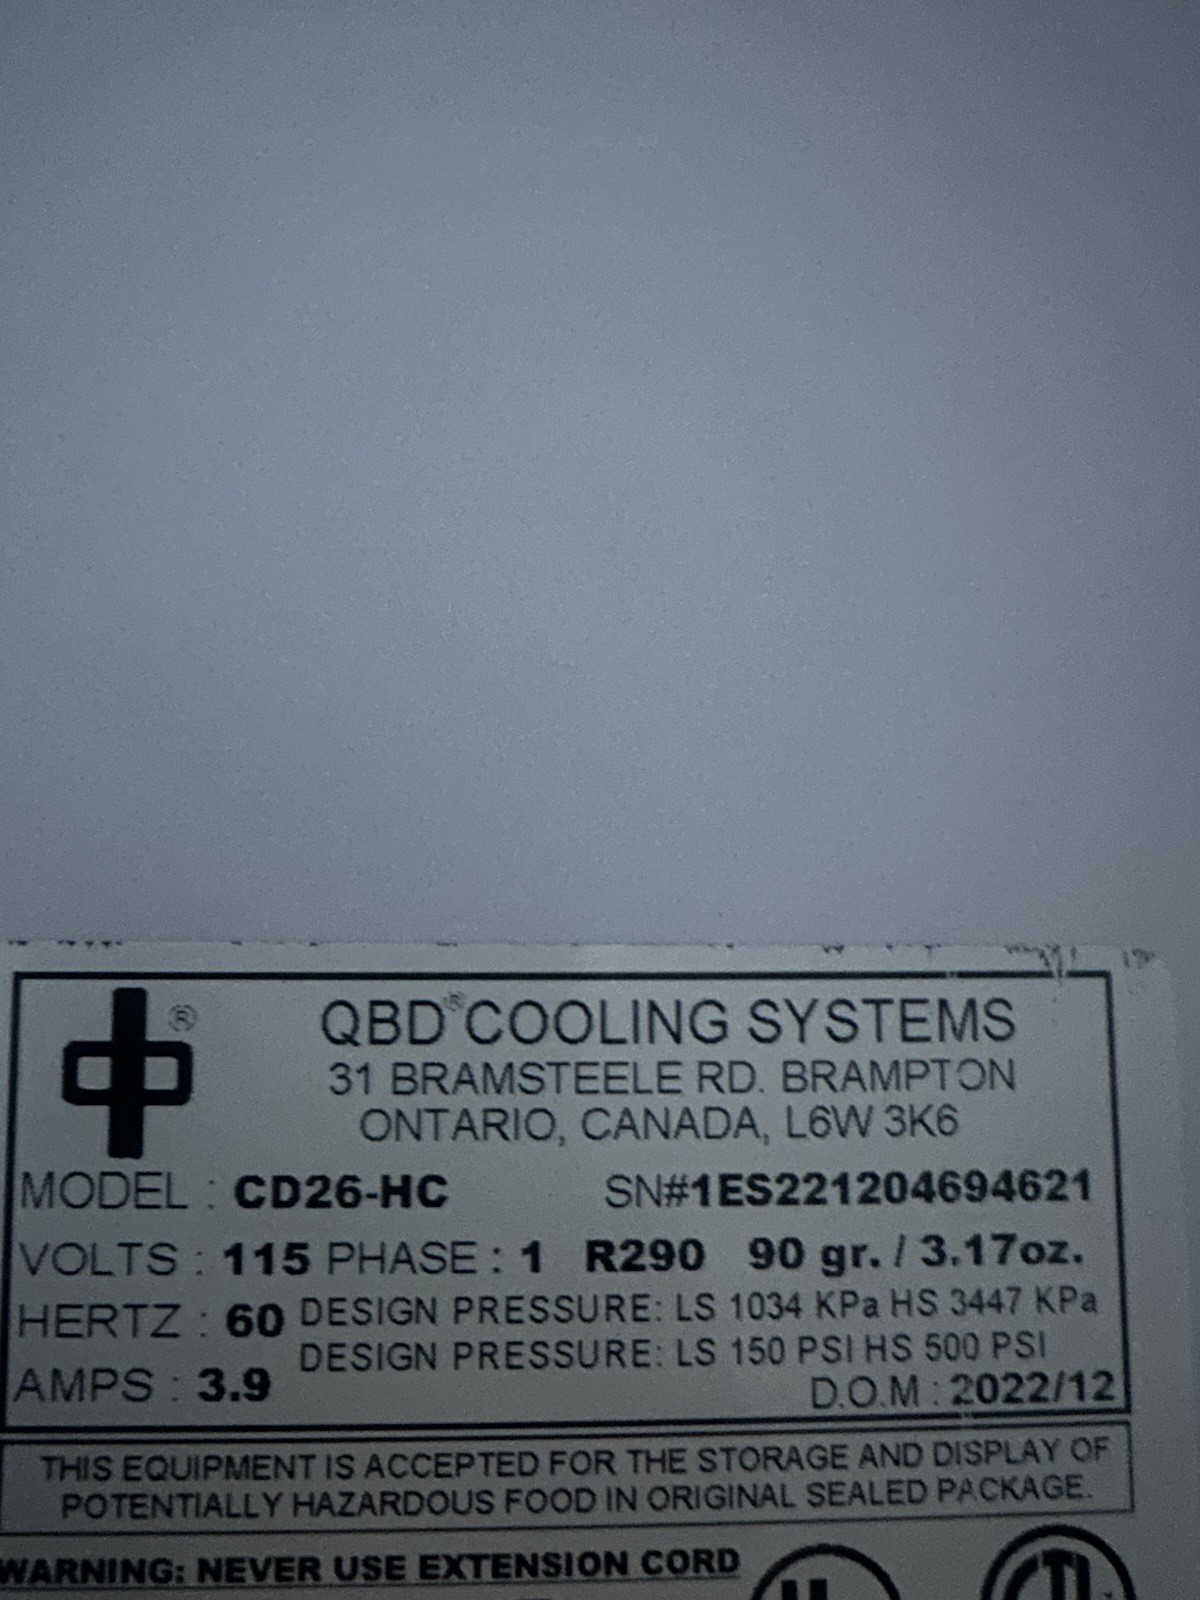 QBD® COOLING SYSTEMS
31 BRAMSTEELE RD. BRAMPTON
ONTARIO, CANADA, L6W 3K6
MODEL : CD26-HC SN#1ES221204694621
VOLTS : 115 PHASE : 1 R290 90 gr. / 3.17oz.
HERTZ : 60 DESIGN PRESSURE: LS 1034 KPa HS 3447 KPa
DESIGN PRESSURE: LS 150 PSI HS 500 PSI
AMPS : 3.9 D.O.M : 2022/12
THIS EQUIPMENT IS ACCEPTED FOR THE STORAGE AND DISPLAY OF
POTENTIALLY HAZARDOUS FOOD IN ORIGINAL SEALED PACKAGE.
WARNING: NEVER USE EXTENSION CORD